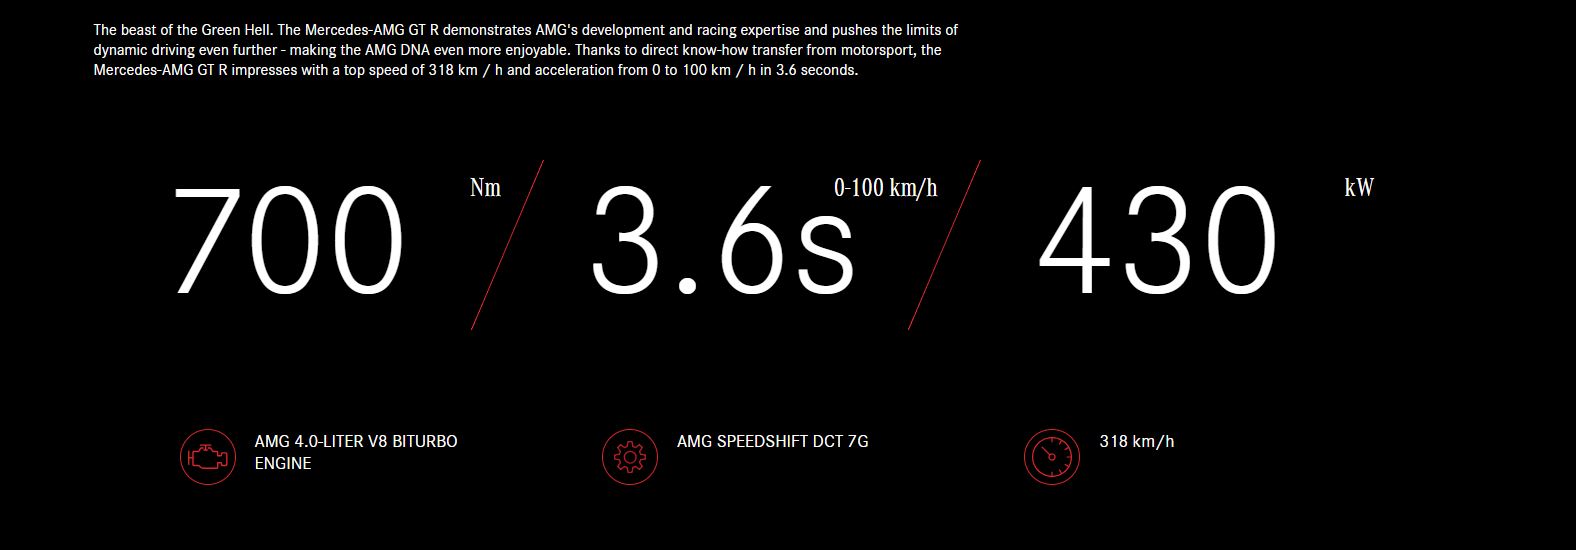 The beast of the Green Hell. The Mercedes-AMG GT R demonstrates AMG's development and racing expertise and pushes the limits of
dynamic driving even further - making the AMG DNA even more enjoyable. Thanks to direct know-how transfer from motorsport, the
Mercedes-AMG GT R impresses with a top speed of 318 km / h and acceleration from 0 to 100 km / h in 3.6 seconds.
700 Nm
3.6s 0-100 km/h
430 kW
AMG 4.0-LITER V8 BITURBO
ENGINE
AMG SPEEDSHIFT DCT 7G
318 km/h